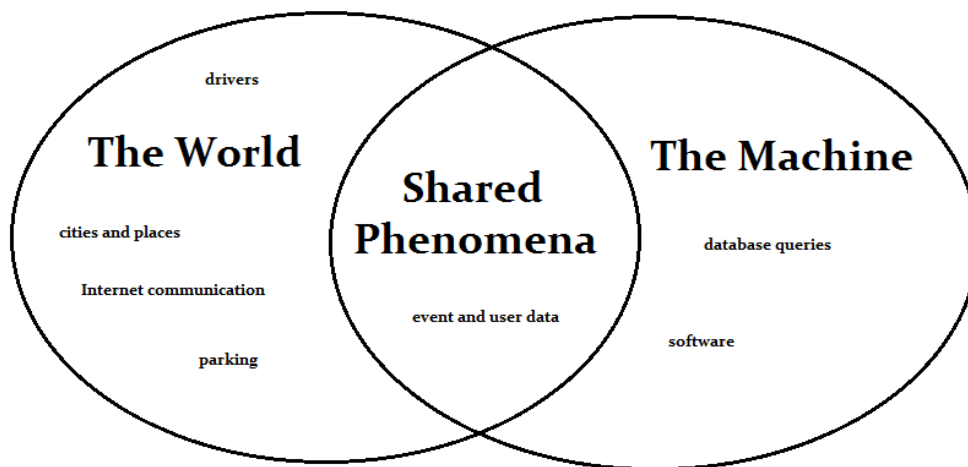 drivers
The World
The Machine
Shared
Phenomena
cities and places
database queries
Internet communication
event and user data
software
parking